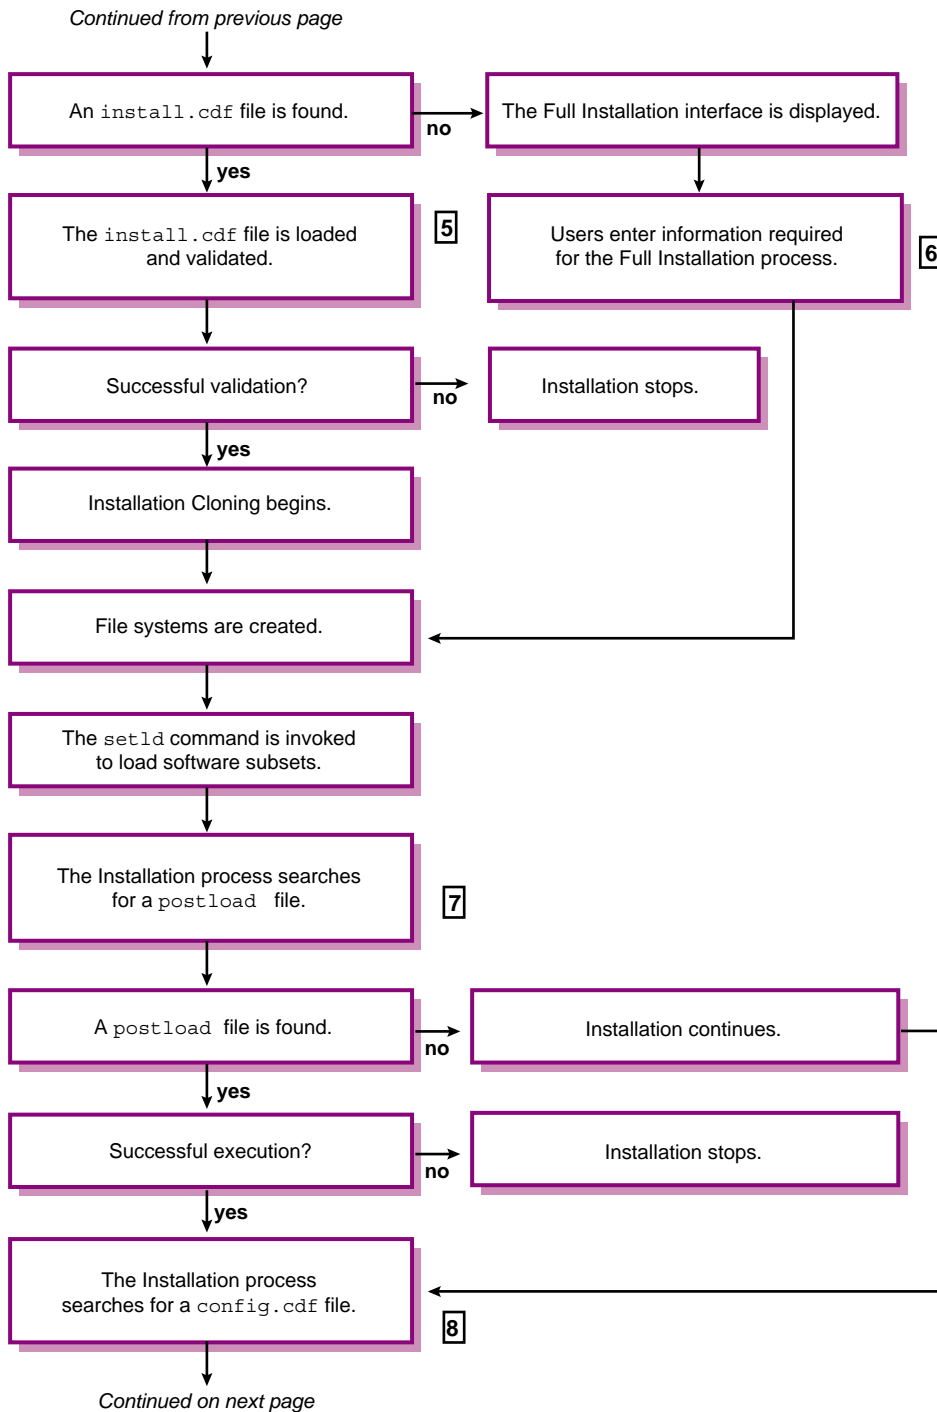 Continued from previous page
An install.cdf file is found.
no
The Full Installation interface is displayed.
yes
The install.cdf file is loaded
and validated.
5
Users enter information required
for the Full Installation process.
6
Successful validation?
no
Installation stops.
yes
Installation Cloning begins.
File systems are created.
The setld command is invoked
to load software subsets.
The Installation process searches
for a postload file.
7
A postload file is found.
no
Installation continues.
yes
Successful execution?
no
Installation stops.
yes
The Installation process
searches for a config.cdf file.
8
Continued on next page